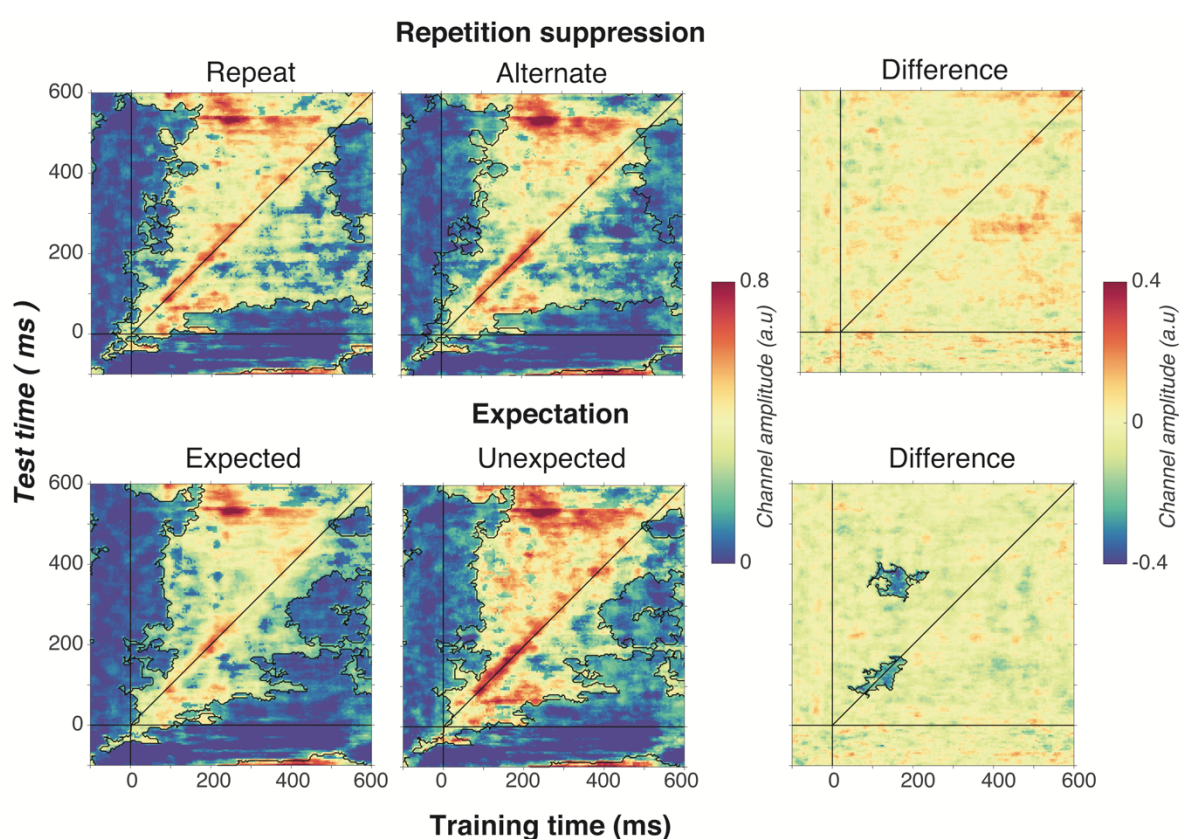 Repetition suppression
Repeat
Alternate
Difference
600
400
200
0
Test time ( ms )
0.8
0
Channel amplitude (a.u)
0.4
0
-0.4
Channel amplitude (a.u)
Expectation
Expected
Unexpected
Difference
600
400
200
0
0 200 400 600
0 200 400 600
0 200 400 600
Training time (ms)